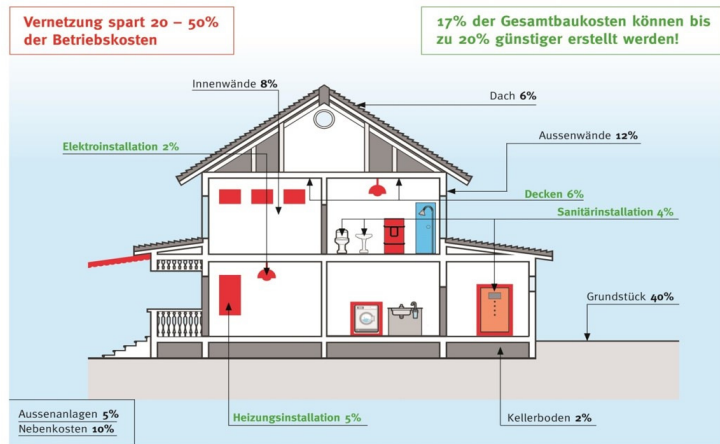 Vernetzung spart 20 – 50%
der Betriebskosten
17% der Gesamtbaukosten können bis
zu 20% günstiger erstellt werden!
Innenwände 8%
Dach 6%
Aussenwände 12%
Elektroinstallation 2%
Decken 6%
Sanitärinstallation 4%
Grundstück 40%
Aussenanlagen 5%
Nebenkosten 10%
Heizungsinstallation 5%
Kellerboden 2%